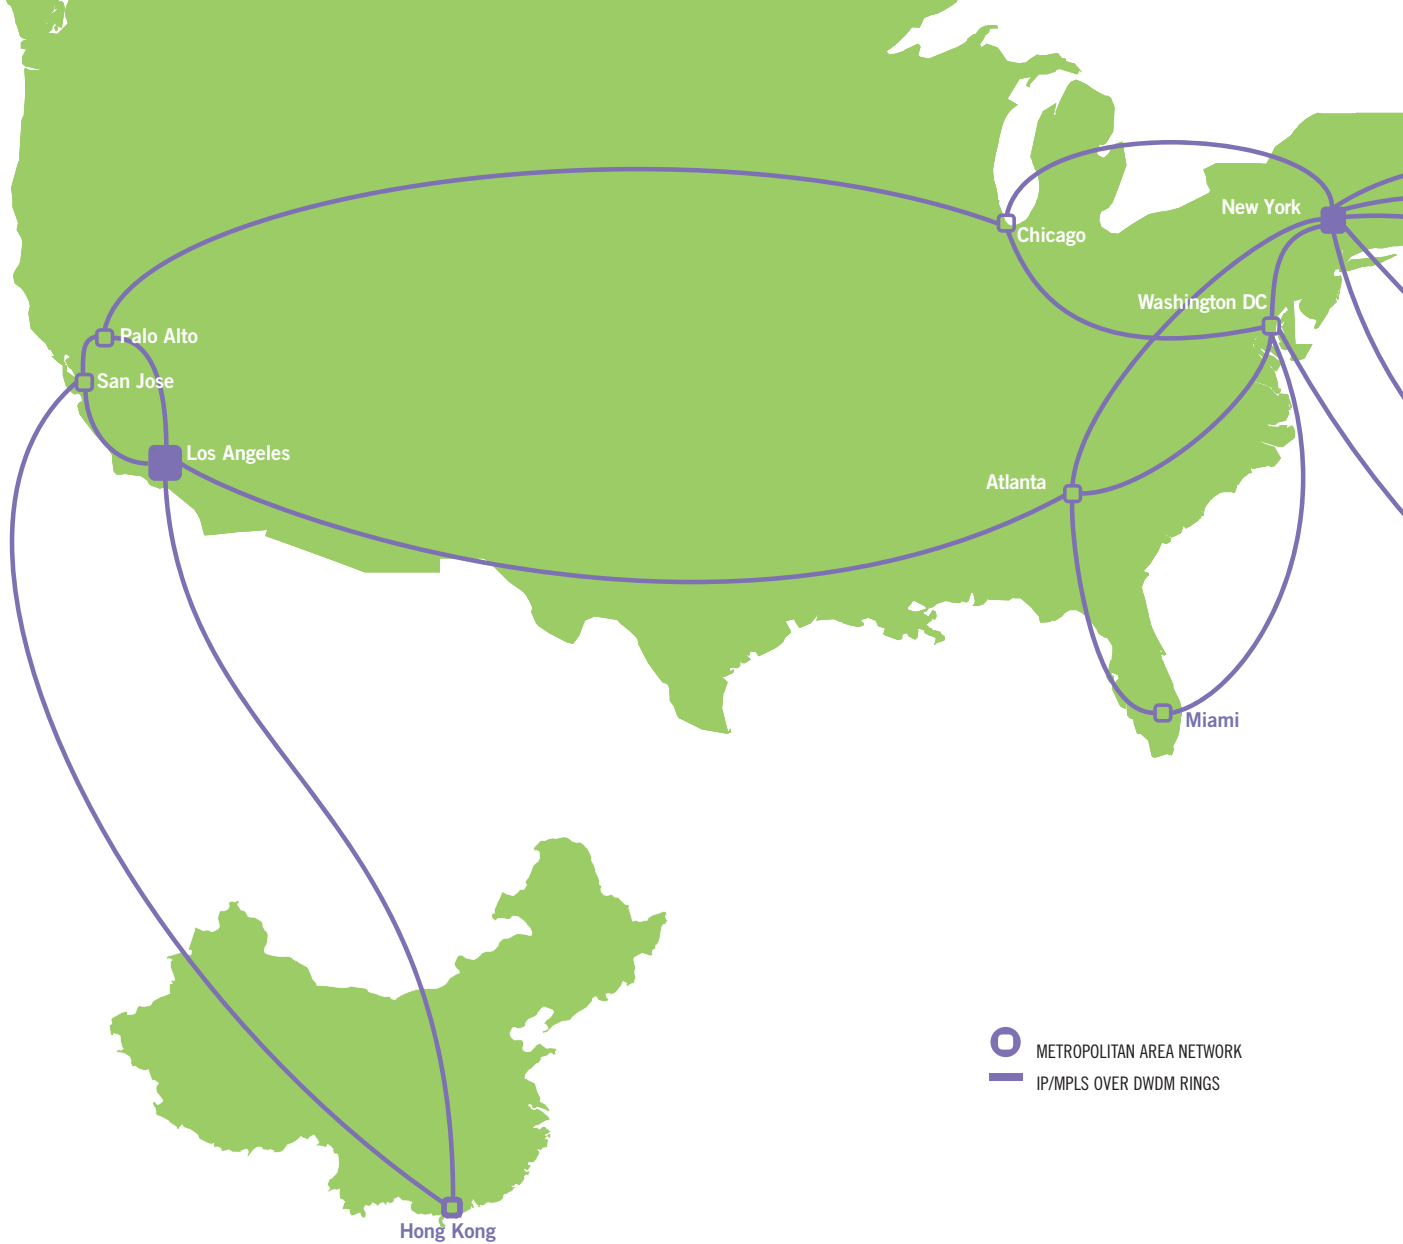 New York
Chicago
Washington DC
Palo Alto
San Jose
Los Angeles
Atlanta
Miami
METROPOLITAN AREA NETWORK
IP/MPLS OVER DWDM RINGS
Hong Kong